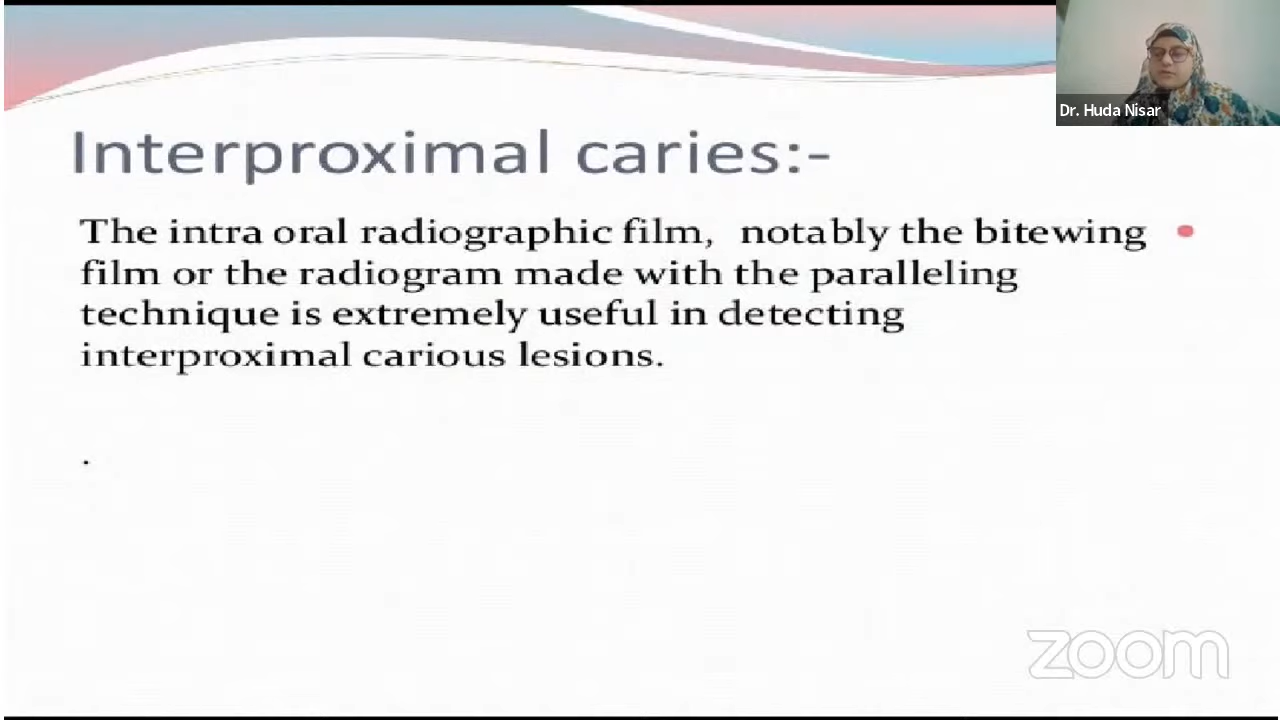 Dr. Huda Nisar
Interproximal caries:-
The intra oral radiographic film, notably the bitewing •
film or the radiogram made with the paralleling
technique is extremely useful in detecting
interproximal carious lesions.
.
zoom